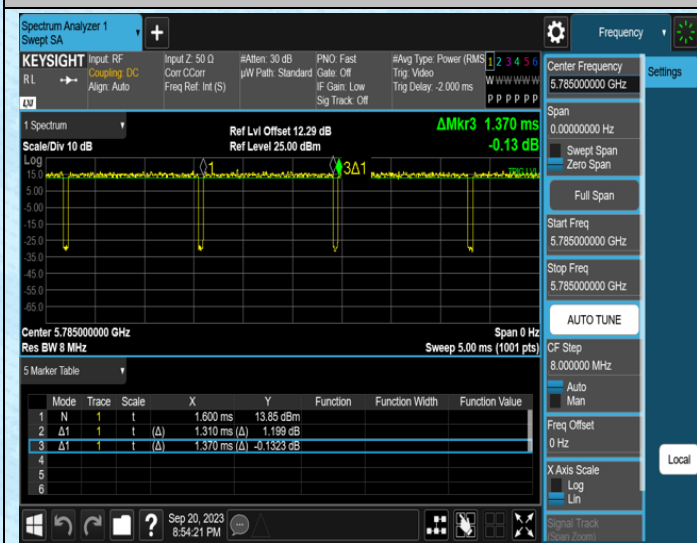 Spectrum Analyzer 1
Swept SA
+
Frequency
KEYSIGHT
RL
LXI
Input: RF
Coupling: DC
Align: Auto
Input Z: 50 Ω
Corr CCorr
Freq Ref: Int (S)
#Atten: 30 dB
µW Path: Standard
PNO: Fast
Gate: Off
IF Gain: Low
Sig Track: Off
#Avg Type: Power (RMS
Trig: Video
Trig Delay: -2.000 ms
1 2 3 4 5 6
W W W W W W
P P P P P P
Center Frequency
5.785000000 GHz
Settings
Span
0.00000000 Hz
Swept Span
Zero Span
Full Span
Start Freq
5.785000000 GHz
Stop Freq
5.785000000 GHz
AUTO TUNE
CF Step
8.000000 MHz
Auto
Man
Freq Offset
0 Hz
X Axis Scale
Log
Lin
Signal Track
(Span Zoom)
Local
1 Spectrum
Scale/Div 10 dB
Ref Lvl Offset 12.29 dB
Ref Level 25.00 dBm
ΔMkr3 1.370 ms
-0.13 dB
Log
15.0
5.00
-5.00
-15.0
-25.0
-35.0
-45.0
-55.0
-65.0
1
3Δ1
TRIG LVL
Center 5.785000000 GHz
Res BW 8 MHz
Span 0 Hz
Sweep 5.00 ms (1001 pts)
5 Marker Table
Mode Trace Scale X Y Function Function Width Function Value
1 N 1 t 1.600 ms 13.85 dBm
2 Δ1 1 t (Δ) 1.310 ms (Δ) 1.199 dB
3 Δ1 1 t (Δ) 1.370 ms (Δ) -0.1323 dB
4
5
6
?
Sep 20, 2023
8:54:21 PM